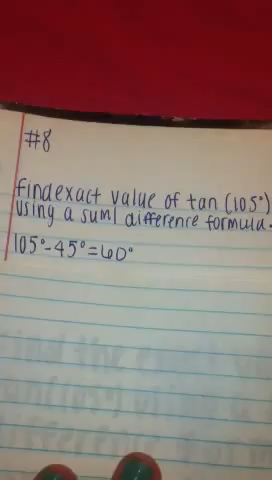 #8
find exact value of tan (105°)
using a sum/difference formula.
105°-45°=60°